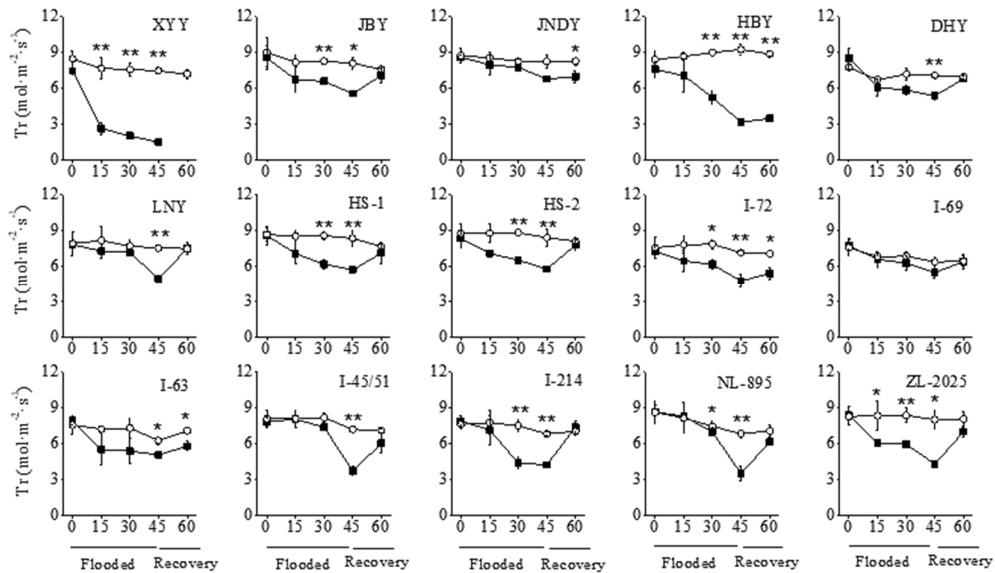 XYY JBY JNDY HBY DHY
Tr (mol· m⁻²·s⁻¹)
12 12 12 12 12
9 9 9 9 9
6 6 6 6 6
3 3 3 3 3
0 0 0 0 0
** ** **
** *
*
** ** **
**
0 15 30 45 60 0 15 30 45 60 0 15 30 45 60 0 15 30 45 60 0 15 30 45 60
LNY HS-1 HS-2 I-72 I-69
Tr (mol· m⁻²·s⁻¹)
12 12 12 12 12
9 9 9 9 9
6 6 6 6 6
3 3 3 3 3
0 0 0 0 0
**
** **
** **
* ** *
0 15 30 45 60 0 15 30 45 60 0 15 30 45 60 0 15 30 45 60 0 15 30 45 60
I-63 I-45/51 I-214 NL-895 ZL-2025
Tr (mol· m⁻²·s⁻¹)
12 12 12 12 12
9 9 9 9 9
6 6 6 6 6
3 3 3 3 3
0 0 0 0 0
* *
**
** **
* **
* ** *
0 15 30 45 60 0 15 30 45 60 0 15 30 45 60 0 15 30 45 60 0 15 30 45 60
Flooded Recovery Flooded Recovery Flooded Recovery Flooded Recovery Flooded Recovery